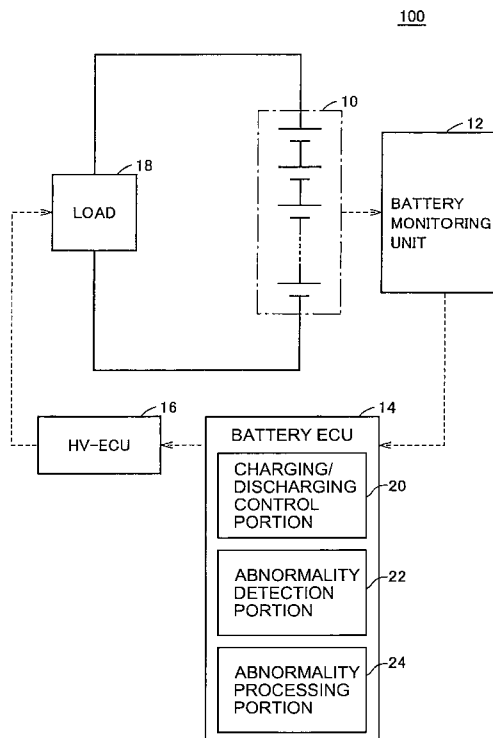 100
10
12
18
LOAD
BATTERY
MONITORING
UNIT
16
14
HV-ECU
BATTERY ECU
CHARGING/
DISCHARGING
CONTROL
PORTION
20
ABNORMALITY
DETECTION
PORTION
22
ABNORMALITY
PROCESSING
PORTION
24